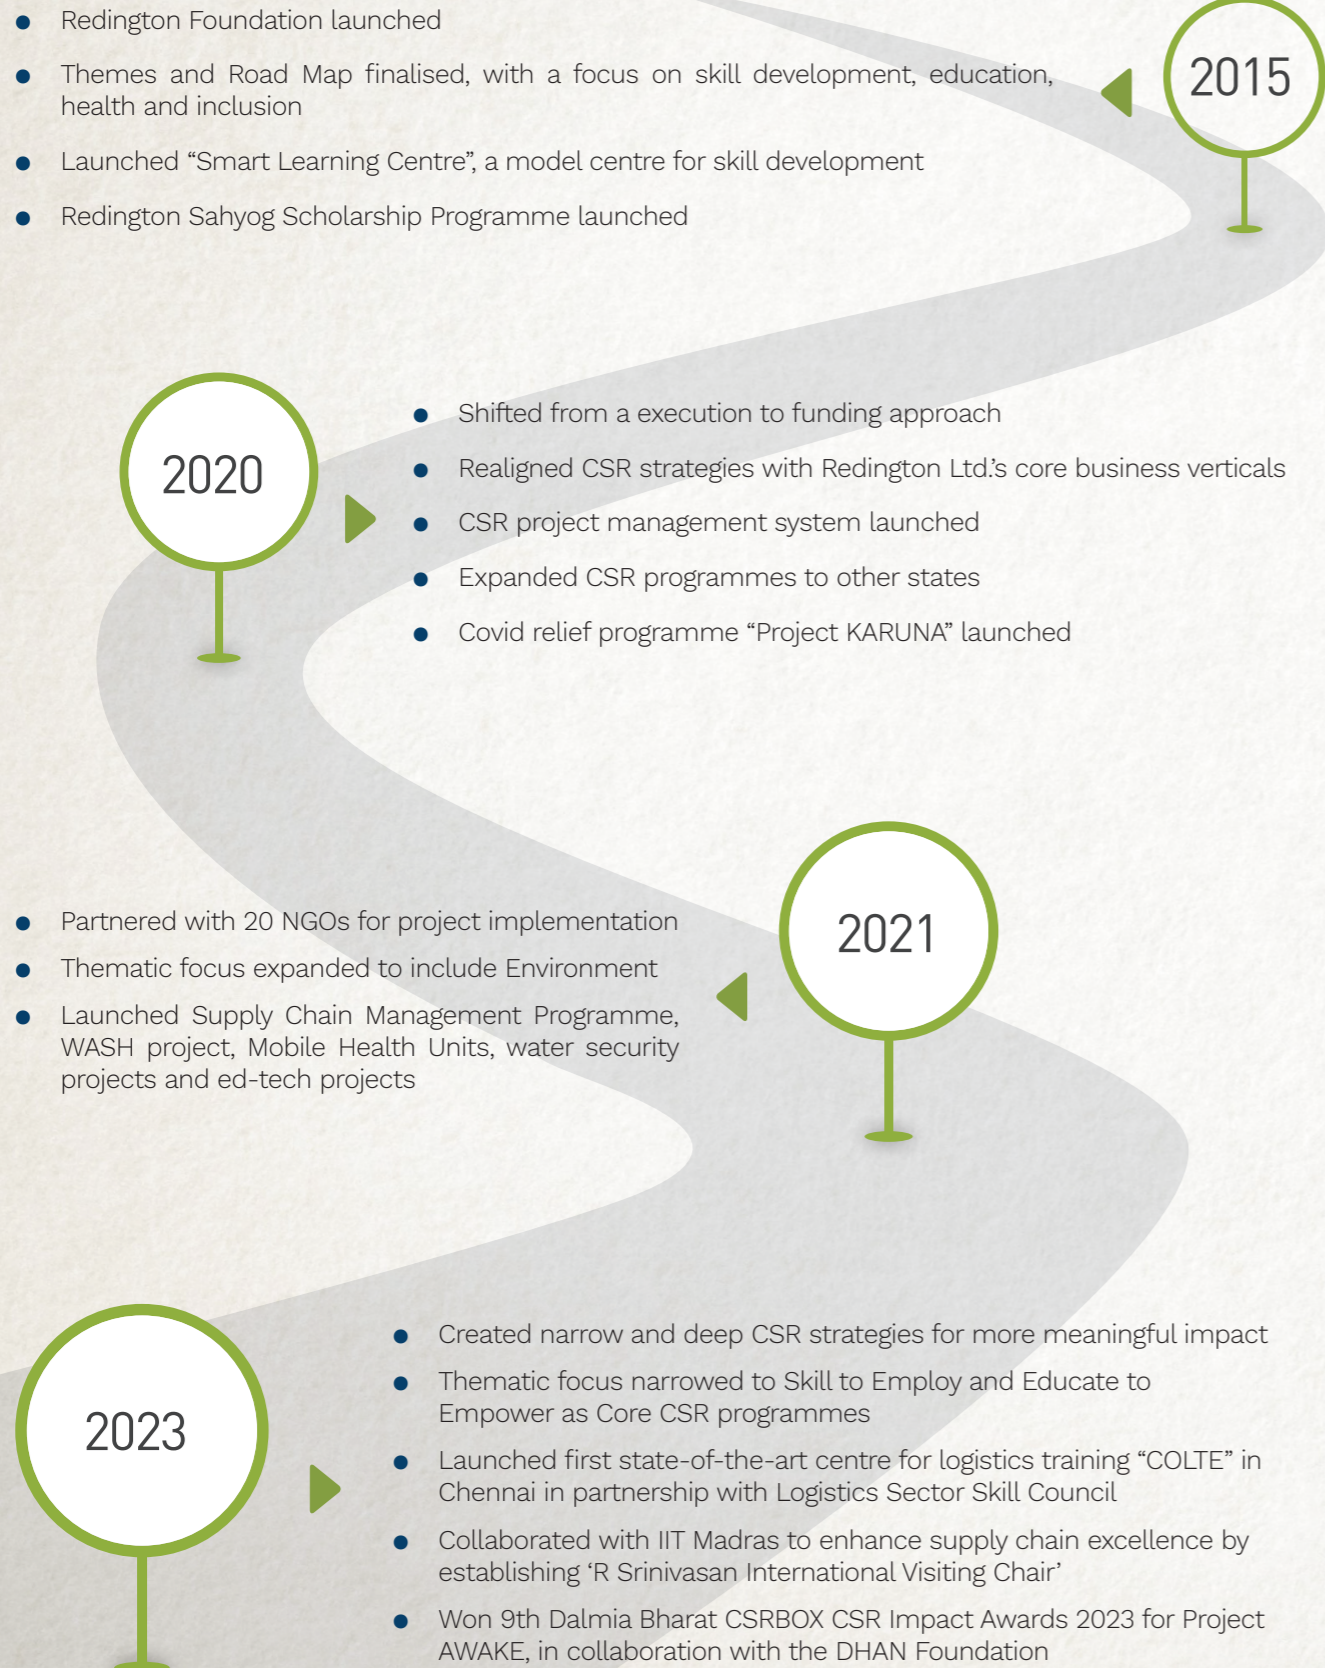 ● Redington Foundation launched
● Themes and Road Map finalised, with a focus on skill development, education,
health and inclusion
● Launched “Smart Learning Centre”, a model centre for skill development
● Redington Sahyog Scholarship Programme launched
2015
2020
● Shifted from a execution to funding approach
● Realigned CSR strategies with Redington Ltd.’s core business verticals
● CSR project management system launched
● Expanded CSR programmes to other states
● Covid relief programme “Project KARUNA” launched
● Partnered with 20 NGOs for project implementation
● Thematic focus expanded to include Environment
● Launched Supply Chain Management Programme,
WASH project, Mobile Health Units, water security
projects and ed-tech projects
2021
2023
● Created narrow and deep CSR strategies for more meaningful impact
● Thematic focus narrowed to Skill to Employ and Educate to
Empower as Core CSR programmes
● Launched first state-of-the-art centre for logistics training “COLTE” in
Chennai in partnership with Logistics Sector Skill Council
● Collaborated with IIT Madras to enhance supply chain excellence by
establishing ‘R Srinivasan International Visiting Chair’
● Won 9th Dalmia Bharat CSRBOX CSR Impact Awards 2023 for Project
AWAKE, in collaboration with the DHAN Foundation